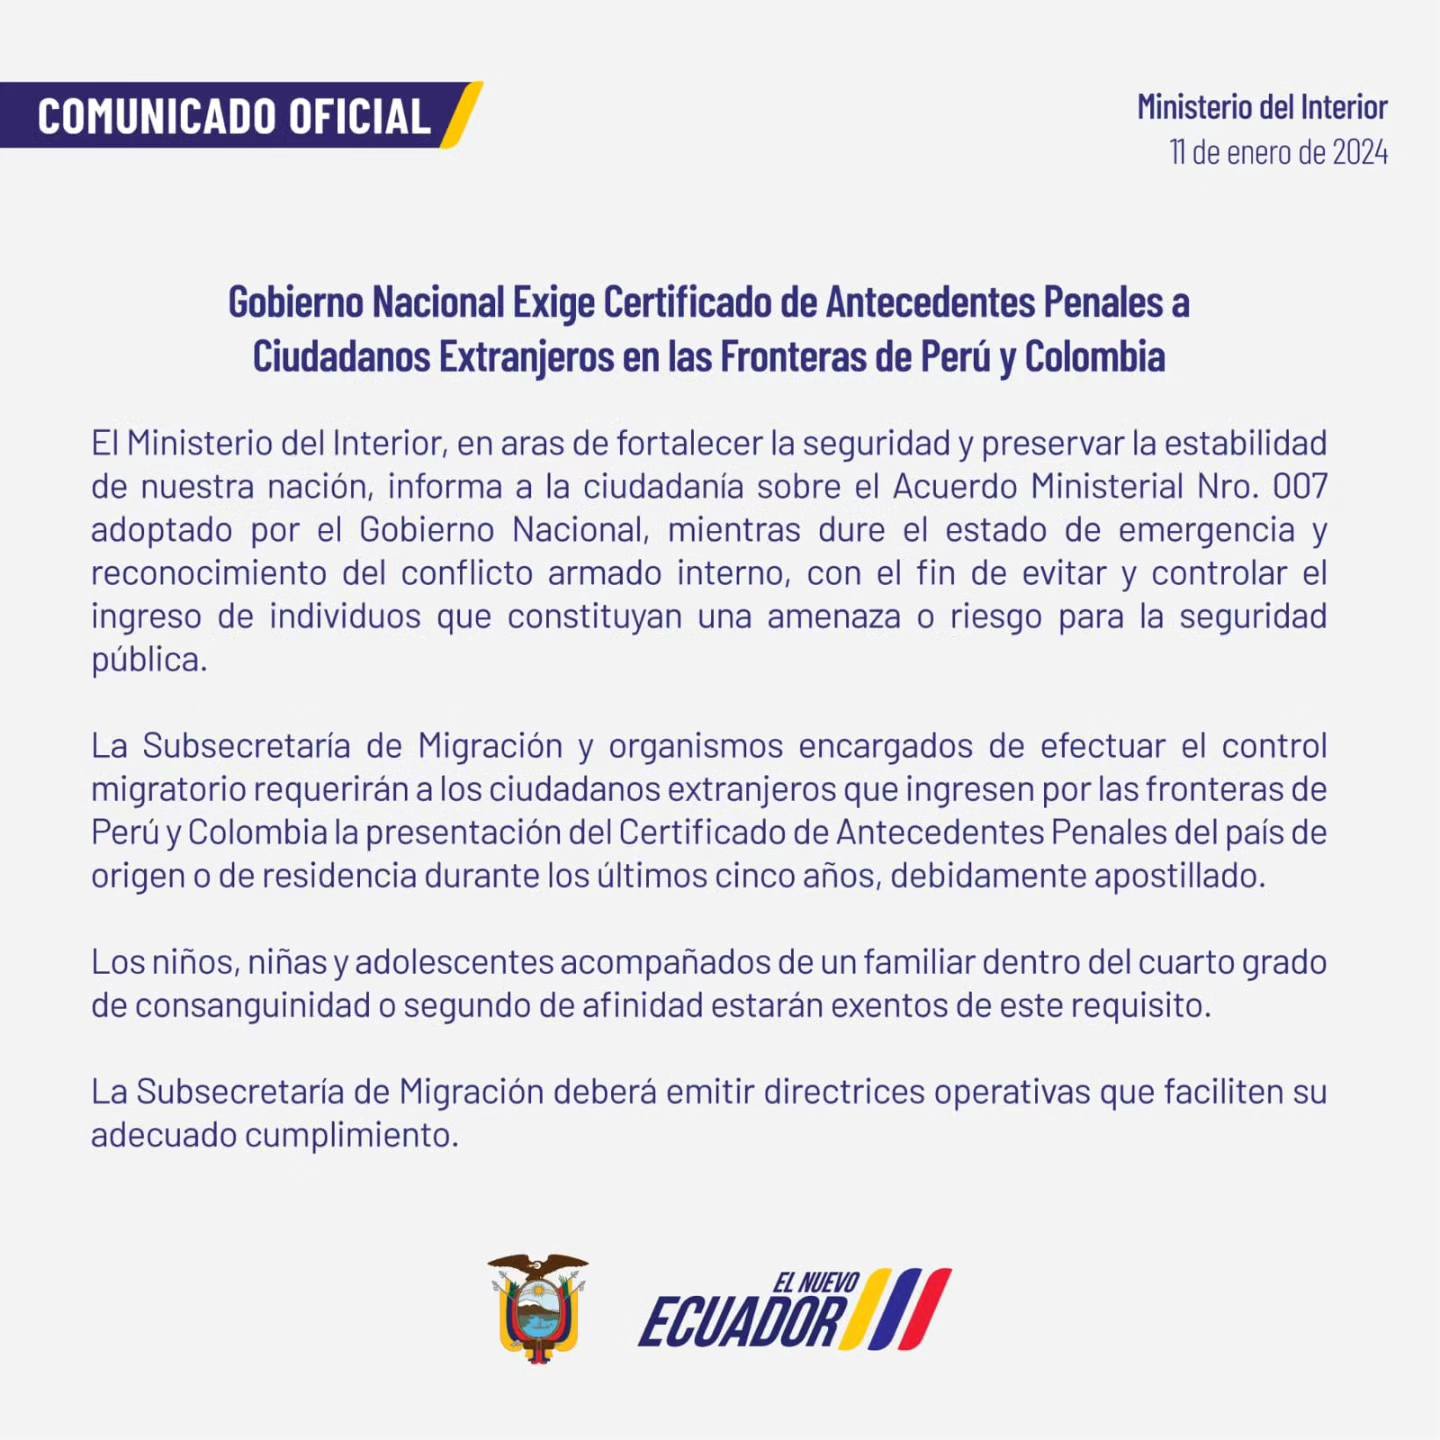 COMUNICADO OFICIAL
Ministerio del Interior
11 de enero de 2024
Gobierno Nacional Exige Certificado de Antecedentes Penales a
Ciudadanos Extranjeros en las Fronteras de Perú y Colombia
El Ministerio del Interior, en aras de fortalecer la seguridad y preservar la estabilidad
de nuestra nación, informa a la ciudadanía sobre el Acuerdo Ministerial Nro. 007
adoptado por el Gobierno Nacional, mientras dure el estado de emergencia y
reconocimiento del conflicto armado interno, con el fin de evitar y controlar el
ingreso de individuos que constituyan una amenaza o riesgo para la seguridad
pública.
La Subsecretaría de Migración y organismos encargados de efectuar el control
migratorio requerirán a los ciudadanos extranjeros que ingresen por las fronteras de
Perú y Colombia la presentación del Certificado de Antecedentes Penales del país de
origen o de residencia durante los últimos cinco años, debidamente apostillado.
Los niños, niñas y adolescentes acompañados de un familiar dentro del cuarto grado
de consanguinidad o segundo de afinidad estarán exentos de este requisito.
La Subsecretaría de Migración deberá emitir directrices operativas que faciliten su
adecuado cumplimiento.
EL NUEVO
ECUADOR